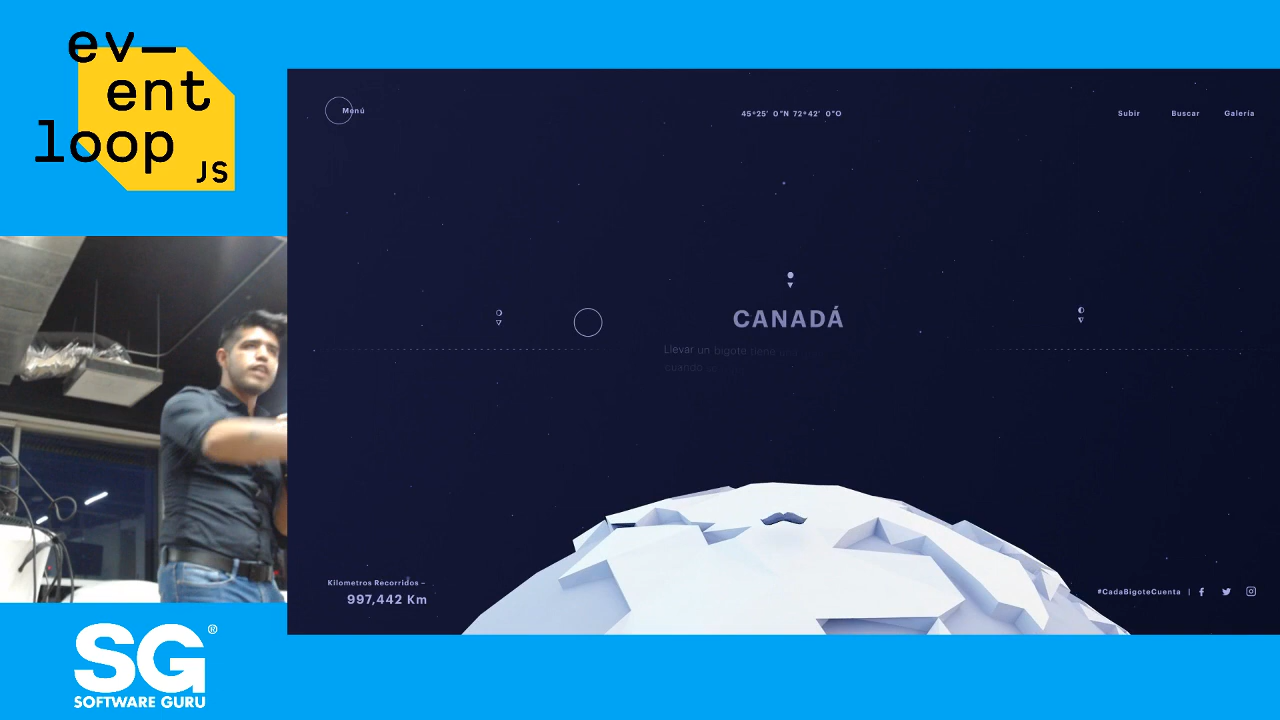 ev—
ent
loop
JS
Menú
45°25' 0"N 72°42' 0"O
Subir
Buscar
Galería
CANADÁ
Llevar un bigote tiene
cuando
Kilometros Recorridos –
997,442 Km
#CadaBigoteCuenta |
SG®
SOFTWARE GURU